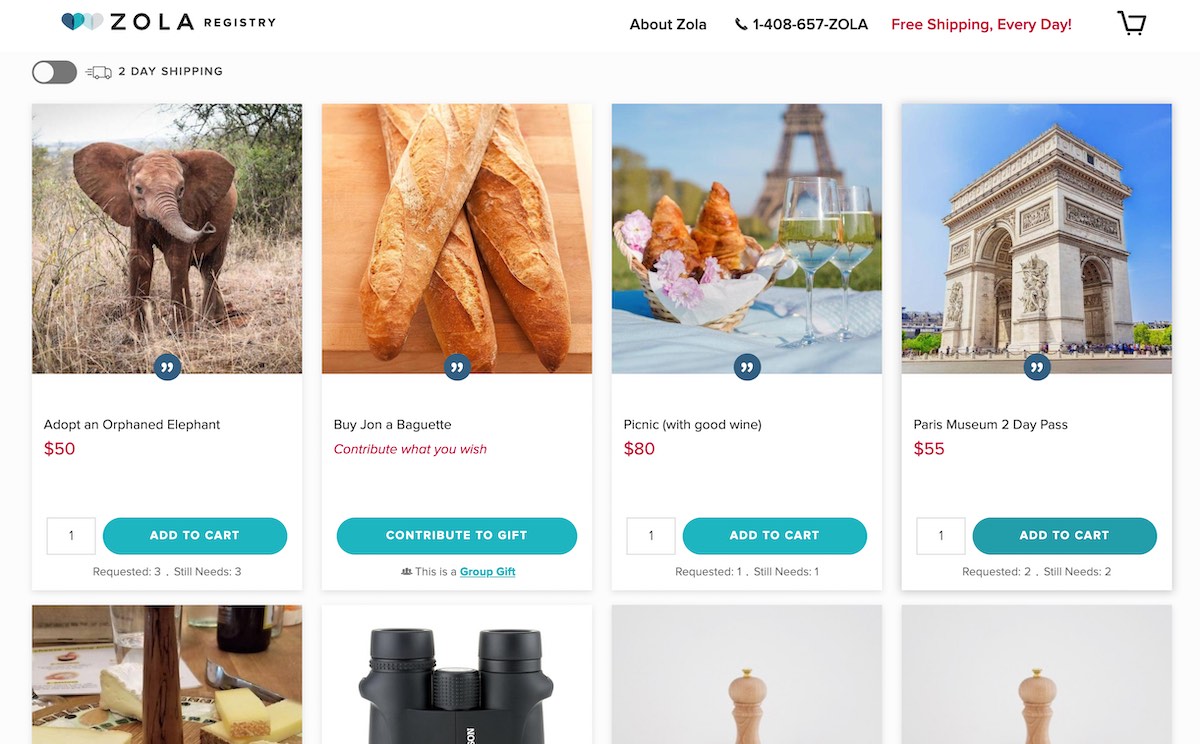 ZOLA REGISTRY
About Zola
1-408-657-ZOLA
Free Shipping, Every Day!
2 DAY SHIPPING
Adopt an Orphaned Elephant
$50
1
ADD TO CART
Requested: 3 . Still Needs: 3
Buy Jon a Baguette
Contribute what you wish
CONTRIBUTE TO GIFT
This is a Group Gift
Picnic (with good wine)
$80
1
ADD TO CART
Requested: 1 . Still Needs: 1
Paris Museum 2 Day Pass
$55
1
ADD TO CART
Requested: 2 . Still Needs: 2